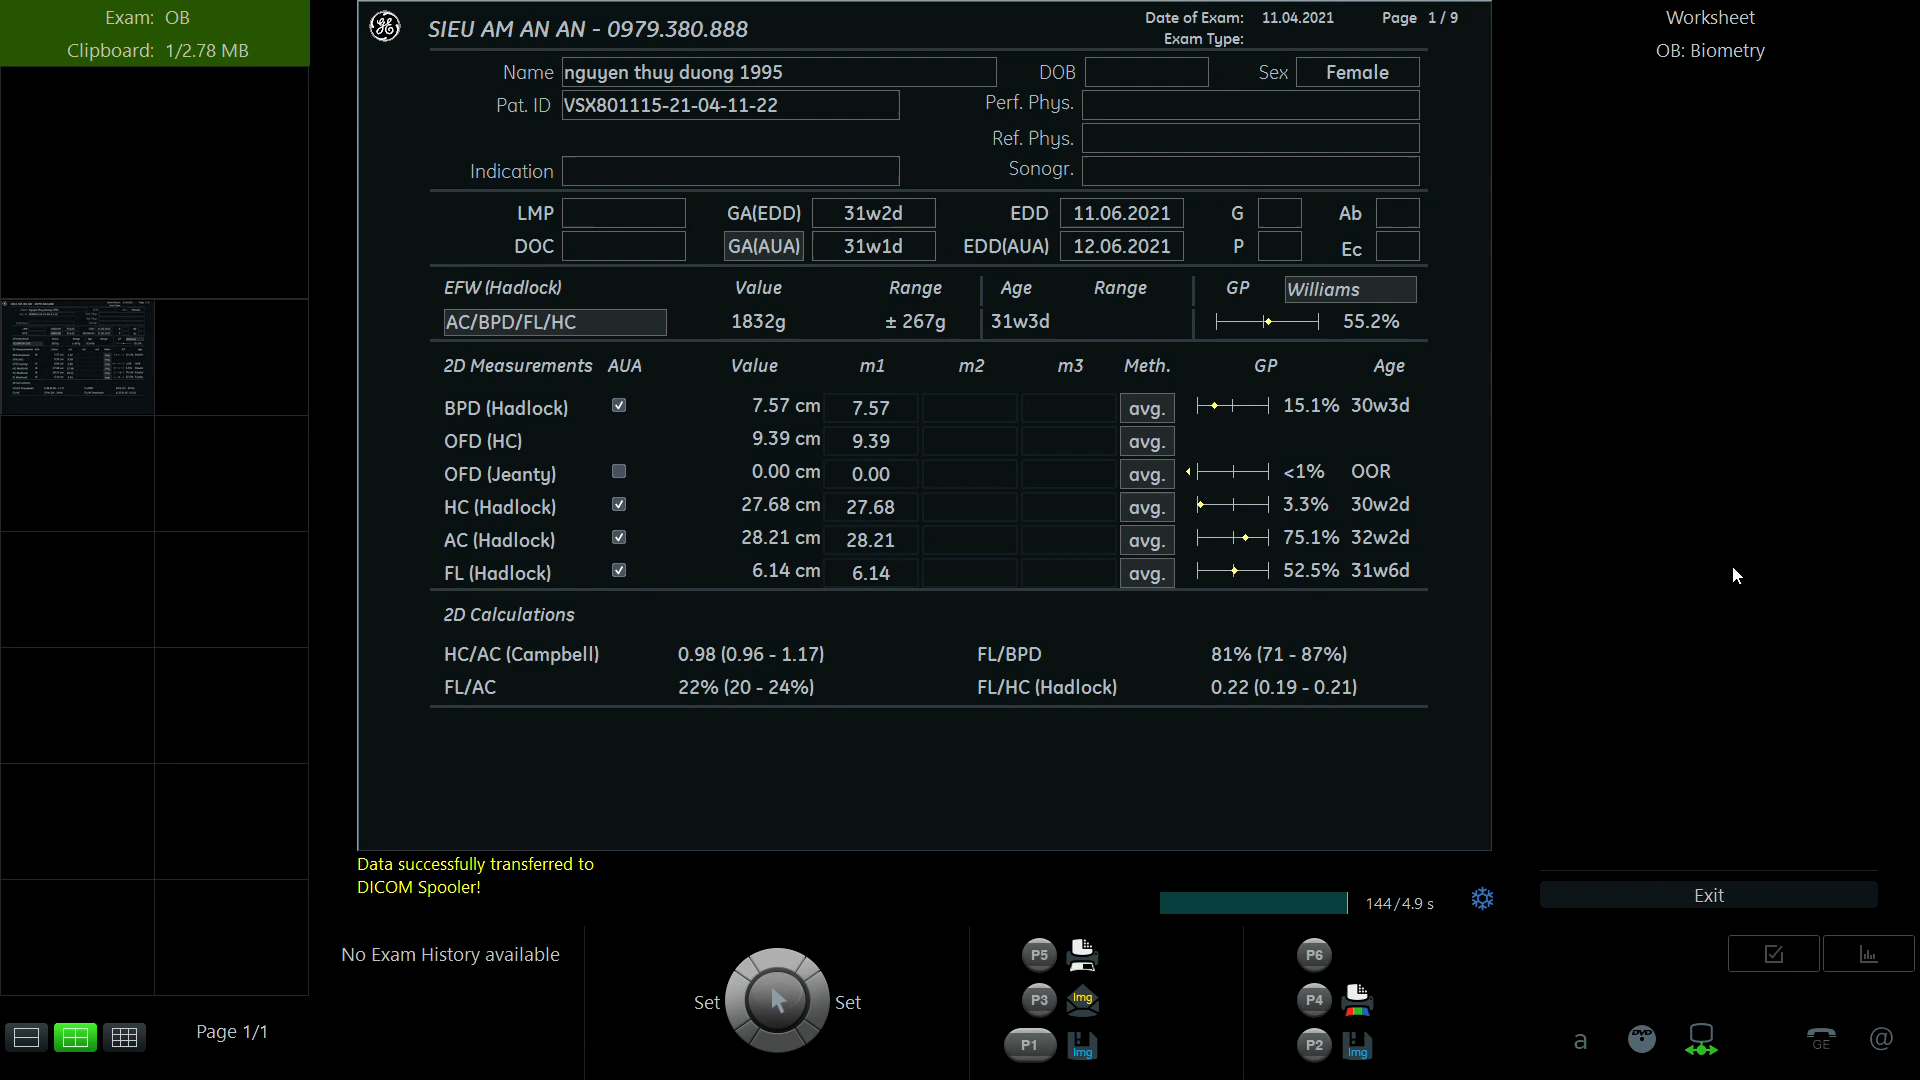 Exam: OB
Clipboard: 1/2.78 MB
SIEU AM AN AN - 0979.380.888
Date of Exam: 11.04.2021 Page 1 / 9
Exam Type:
Name nguyen thuy duong 1995 DOB Sex Female
Pat. ID VSX801115-21-04-11-22 Perf. Phys.
Ref. Phys.
Indication Sonogr.
LMP GA(EDD) 31w2d EDD 11.06.2021 G Ab
DOC GA(AUA) 31w1d EDD(AUA) 12.06.2021 P Ec
EFW (Hadlock) Value Range Age Range GP Williams
AC/BPD/FL/HC 1832g ± 267g 31w3d 55.2%
2D Measurements AUA Value m1 m2 m3 Meth. GP Age
BPD (Hadlock) 7.57 cm 7.57 avg. 15.1% 30w3d
OFD (HC) 9.39 cm 9.39 avg.
OFD (Jeanty) 0.00 cm 0.00 avg. <1% OOR
HC (Hadlock) 27.68 cm 27.68 avg. 3.3% 30w2d
AC (Hadlock) 28.21 cm 28.21 avg. 75.1% 32w2d
FL (Hadlock) 6.14 cm 6.14 avg. 52.5% 31w6d
2D Calculations
HC/AC (Campbell) 0.98 (0.96 - 1.17) FL/BPD 81% (71 - 87%)
FL/AC 22% (20 - 24%) FL/HC (Hadlock) 0.22 (0.19 - 0.21)
Worksheet
OB: Biometry
Data successfully transferred to
DICOM Spooler!
144/4.9 s
Exit
No Exam History available
Set Set
P5 P6
P3 Img P4
P1 Img P2 Img
Page 1/1
a DVD GE @